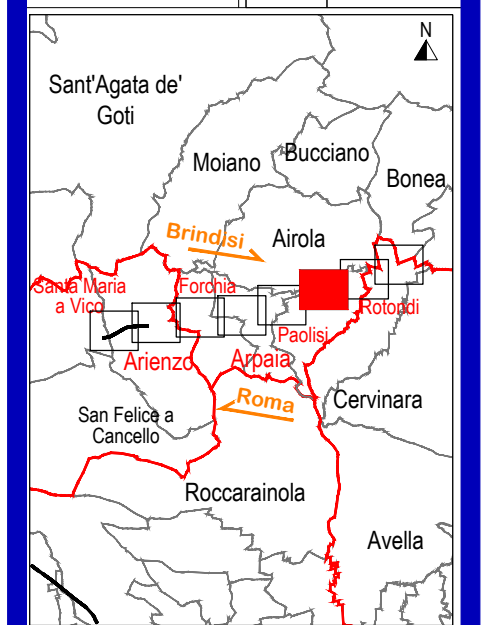 N
Sant'Agata de'
Goti
Moiano
Bucciano
Bonea
Brindisi
Airola
Santa Maria
a Vico
Forchia
Rotondi
Paolisi
Arienzo
Arpaia
Roma
Cervinara
San Felice a
Cancello
Roccarainola
Avella